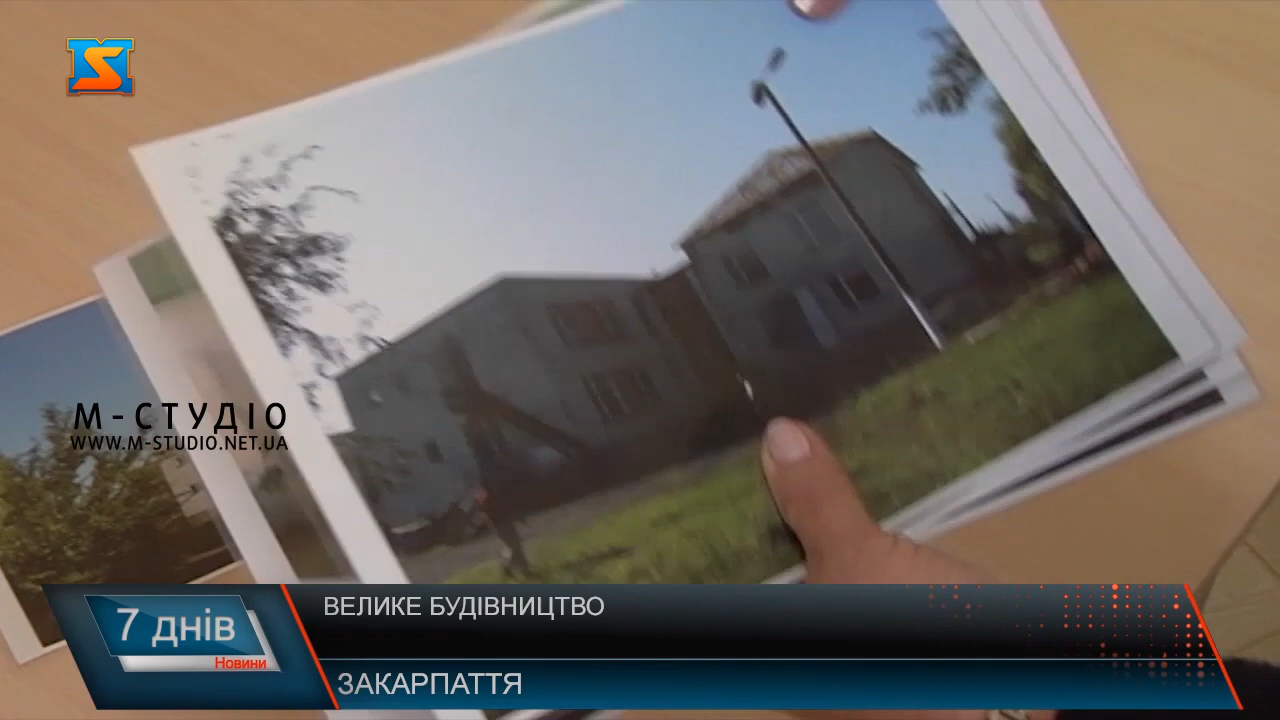 М-СТУДІО
WWW.M-STUDIO.NET.UA
ВЕЛИКЕ БУДІВНИЦТВО
7 днів
Новини
ЗАКАРПАТТЯ